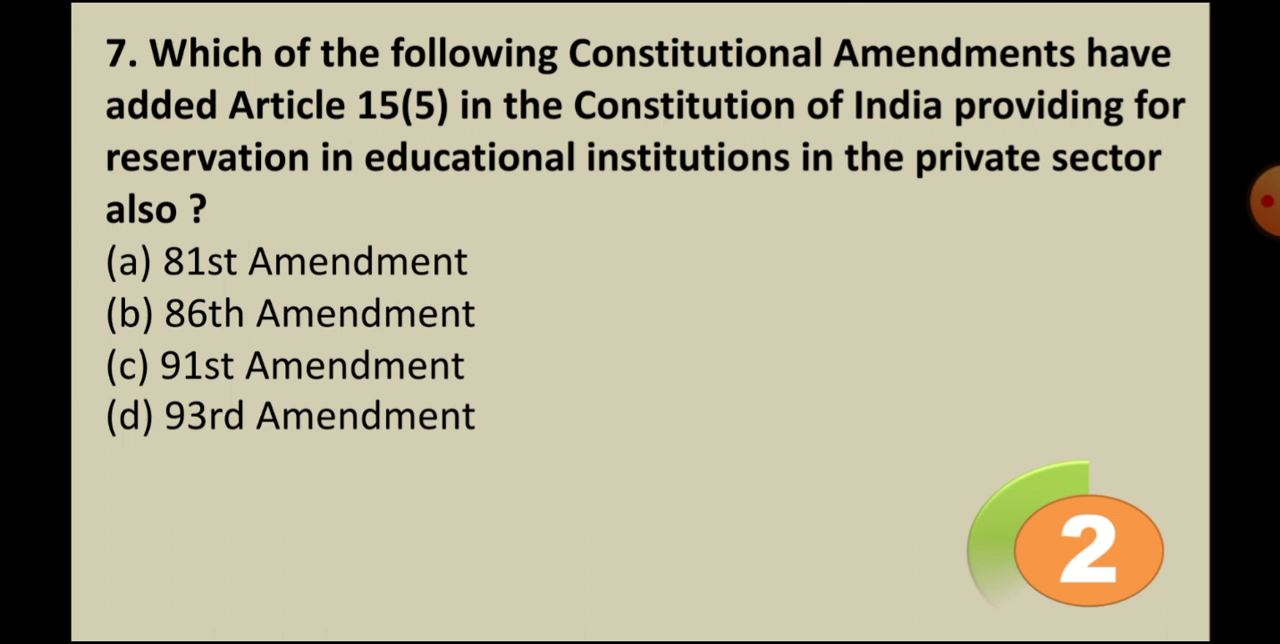 7. Which of the following Constitutional Amendments have
added Article 15(5) in the Constitution of India providing for
reservation in educational institutions in the private sector
also ?
(a) 81st Amendment
(b) 86th Amendment
(c) 91st Amendment
(d) 93rd Amendment
2